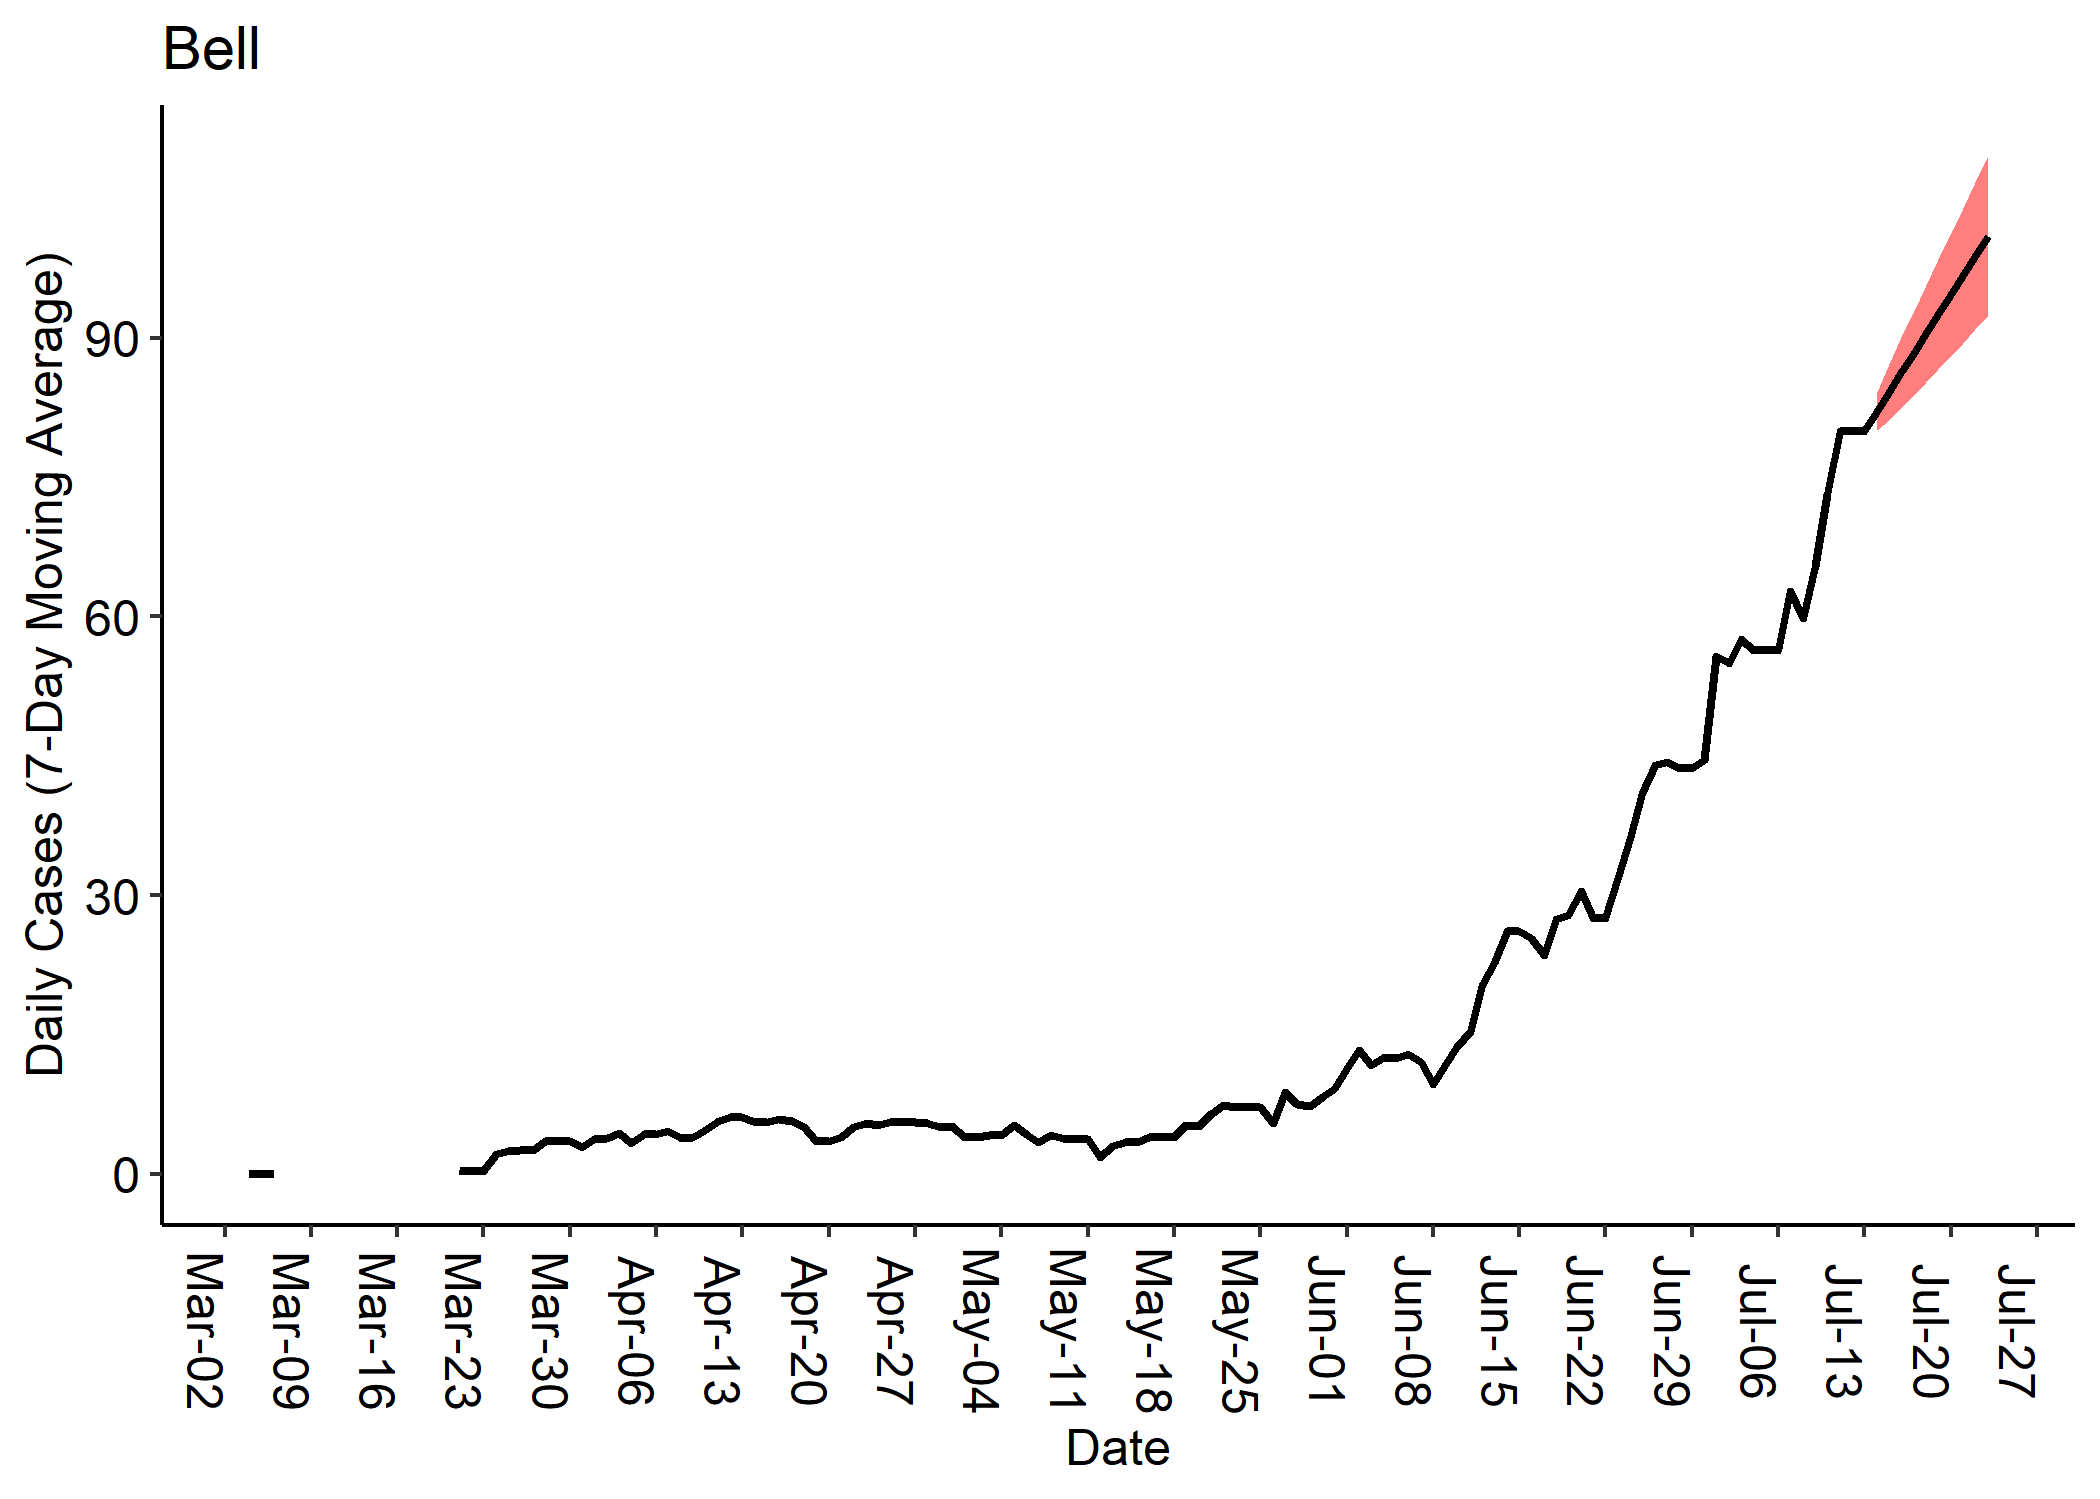 Bell
Daily Cases (7-Day Moving Average)
90
60
30
0
Mar-02
Mar-09
Mar-16
Mar-23
Mar-30
Apr-06
Apr-13
Apr-20
Apr-27
May-04
May-11
May-18
May-25
Jun-01
Jun-08
Jun-15
Jun-22
Jun-29
Jul-06
Jul-13
Jul-20
Jul-27
Date